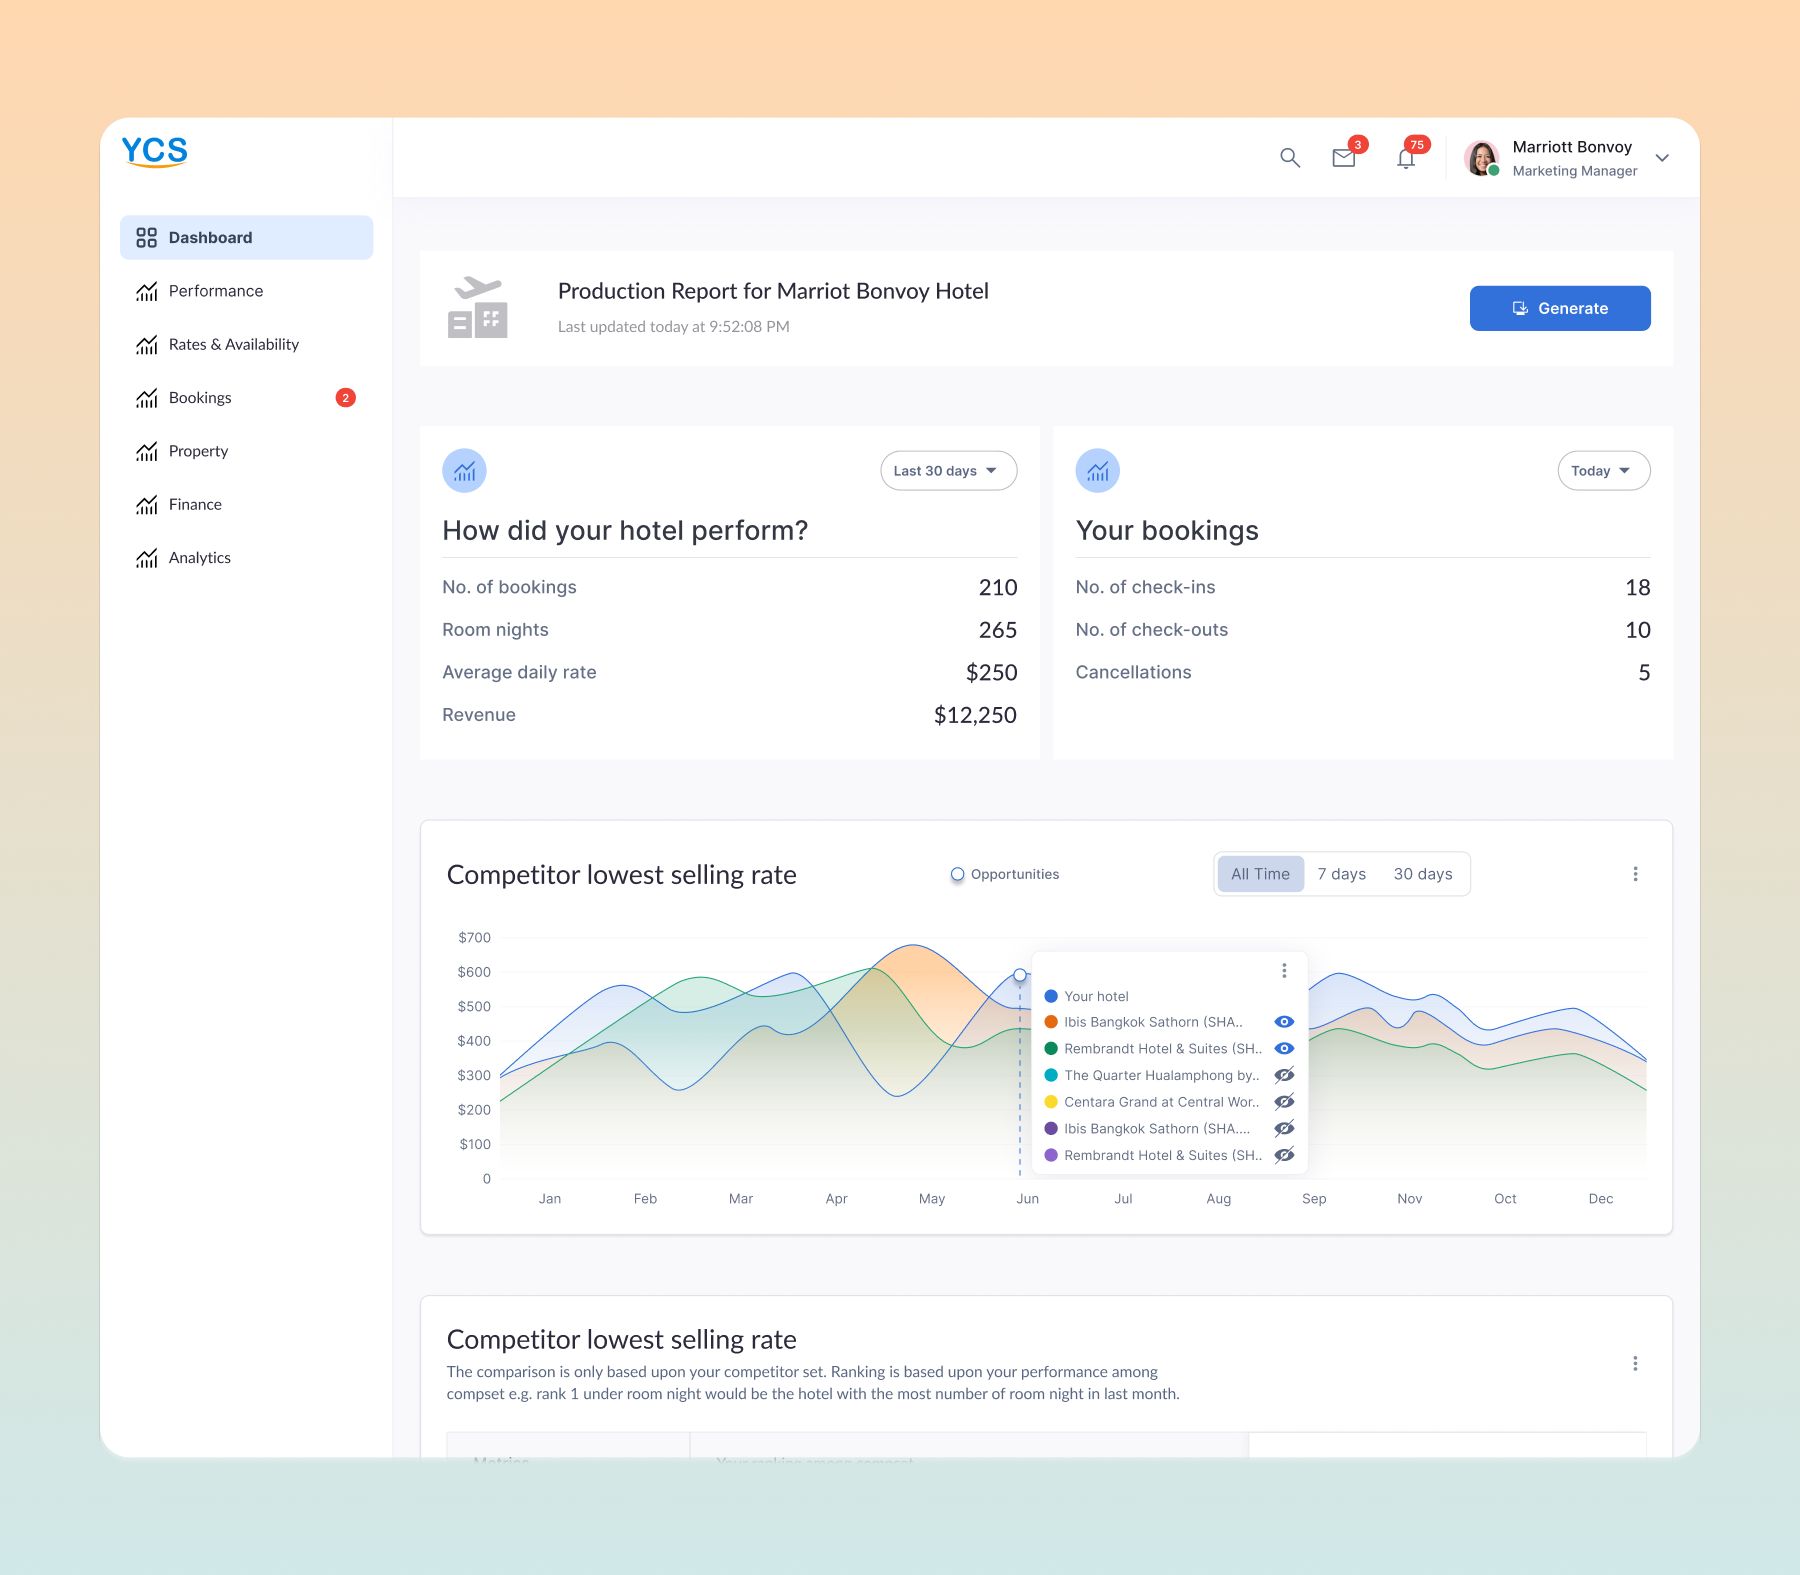 YCS
3
75
Marriott Bonvoy
Marketing Manager
Dashboard
Performance
Rates & Availability
Bookings
2
Property
Finance
Analytics
Production Report for Marriot Bonvoy Hotel
Last updated today at 9:52:08 PM
Generate
Last 30 days
How did your hotel perform?
No. of bookings 210
Room nights 265
Average daily rate $250
Revenue $12,250
Today
Your bookings
No. of check-ins 18
No. of check-outs 10
Cancellations 5
Competitor lowest selling rate
Opportunities
All Time 7 days 30 days
$700
$600
$500
$400
$300
$200
$100
0
Your hotel
Ibis Bangkok Sathorn (SHA..
Rembrandt Hotel & Suites (SH..
The Quarter Hualamphong by..
Centara Grand at Central Wor..
Ibis Bangkok Sathorn (SHA....
Rembrandt Hotel & Suites (SH..
Jan Feb Mar Apr May Jun Jul Aug Sep Nov Oct Dec
Competitor lowest selling rate
The comparison is only based upon your competitor set. Ranking is based upon your performance among
compset e.g. rank 1 under room night would be the hotel with the most number of room night in last month.
Metrics Your ranking among compset